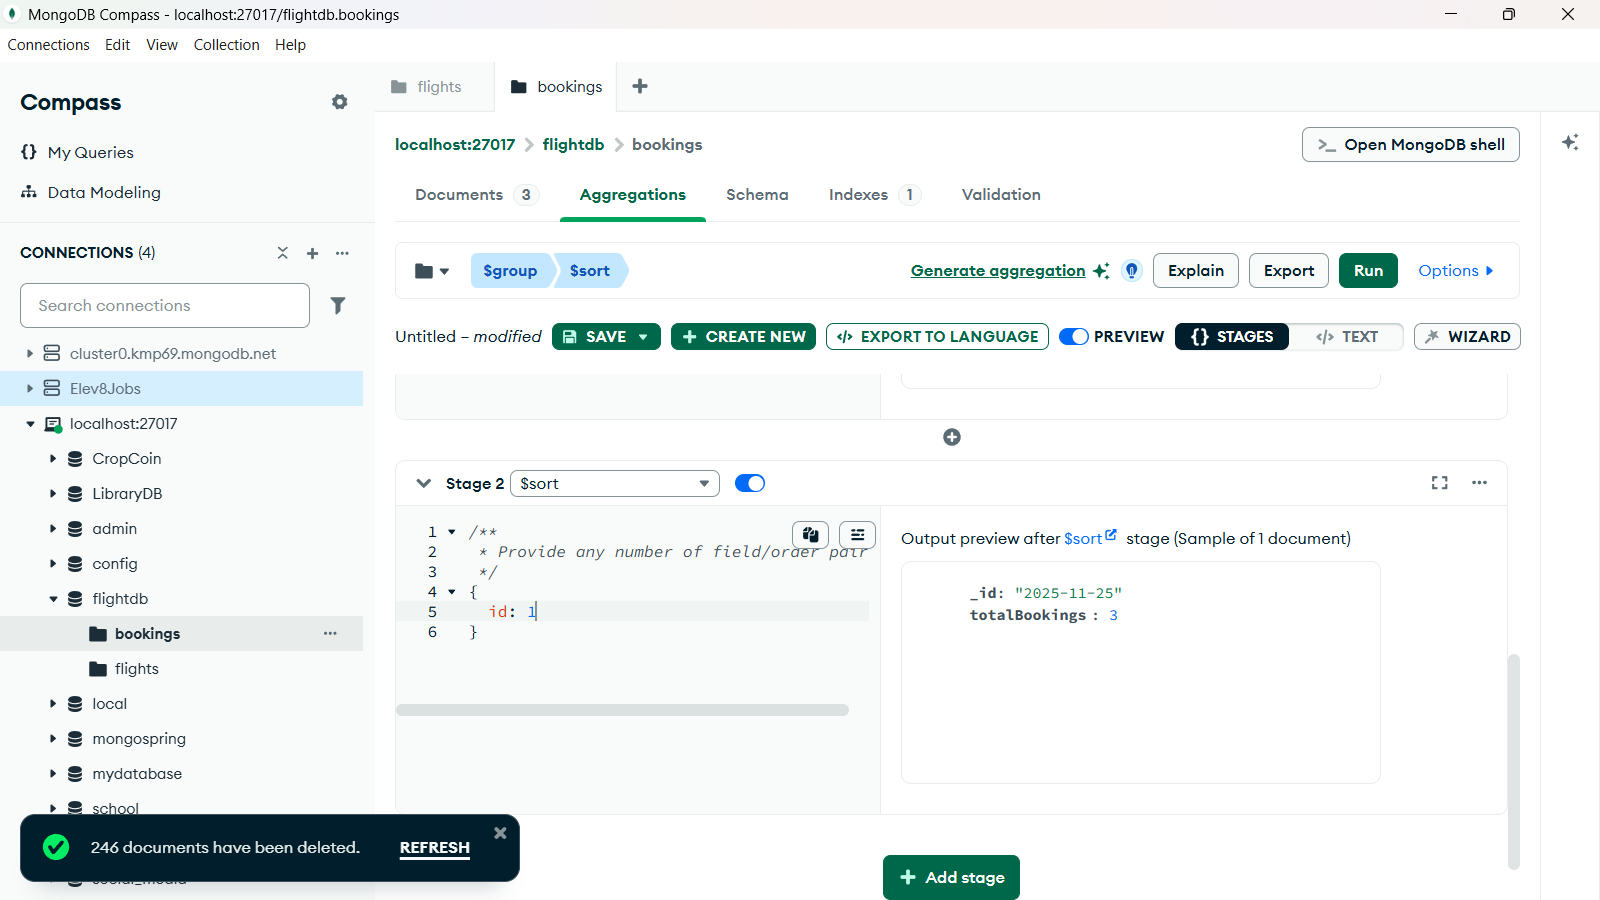 MongoDB Compass - localhost:27017/flightdb.bookings
Connections Edit View Collection Help
Compass
My Queries
Data Modeling
CONNECTIONS (4)
Search connections
cluster0.kmp69.mongodb.net
Elev8Jobs
localhost:27017
CropCoin
LibraryDB
admin
config
flightdb
bookings
flights
local
mongospring
mydatabase
school
246 documents have been deleted. REFRESH
flights bookings
localhost:27017 flightdb bookings
>_ Open MongoDB shell
Documents 3 Aggregations Schema Indexes 1 Validation
$group $sort
Generate aggregation Explain Export Run Options
Untitled – modified SAVE + CREATE NEW </> EXPORT TO LANGUAGE PREVIEW {} STAGES </> TEXT WIZARD
Stage 2 $sort
1 /**
2 * Provide any number of field/order pair
3 */
4 {
5 id: 1
6 }
Output preview after $sort stage (Sample of 1 document)
_id: "2025-11-25"
totalBookings : 3
+ Add stage